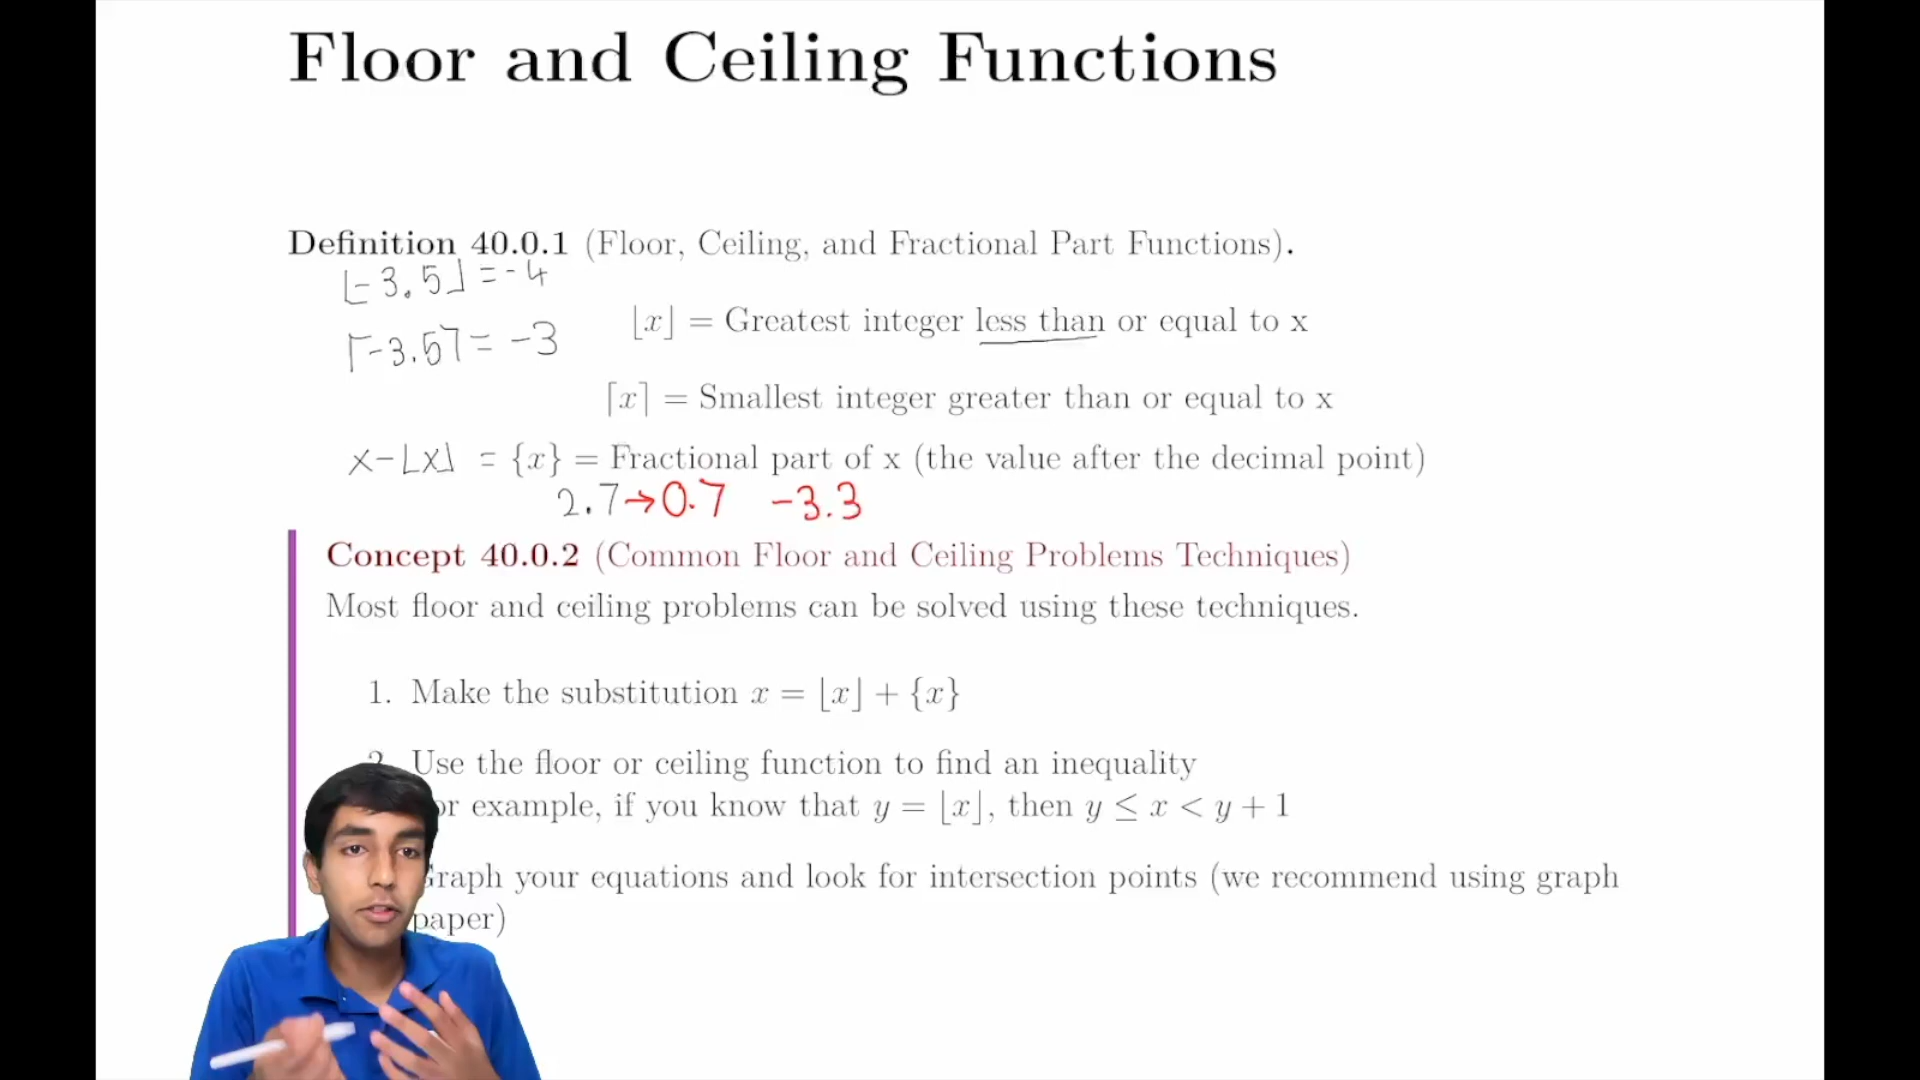 Floor and Ceiling Functions
Definition 40.0.1 (Floor, Ceiling, and Fractional Part Functions).
⌊-3.5⌋ = -4
⌊x⌋ = Greatest integer less than or equal to x
⌈-3.5⌉ = -3
⌈x⌉ = Smallest integer greater than or equal to x
x-⌊x⌋ = {x} = Fractional part of x (the value after the decimal point)
2.7→0.7 -3.3
Concept 40.0.2 (Common Floor and Ceiling Problems Techniques)
Most floor and ceiling problems can be solved using these techniques.
1. Make the substitution x = ⌊x⌋ + {x}
Use the floor or ceiling function to find an inequality
example, if you know that y = ⌊x⌋, then y ≤ x < y + 1
Graph your equations and look for intersection points (we recommend using graph
paper)